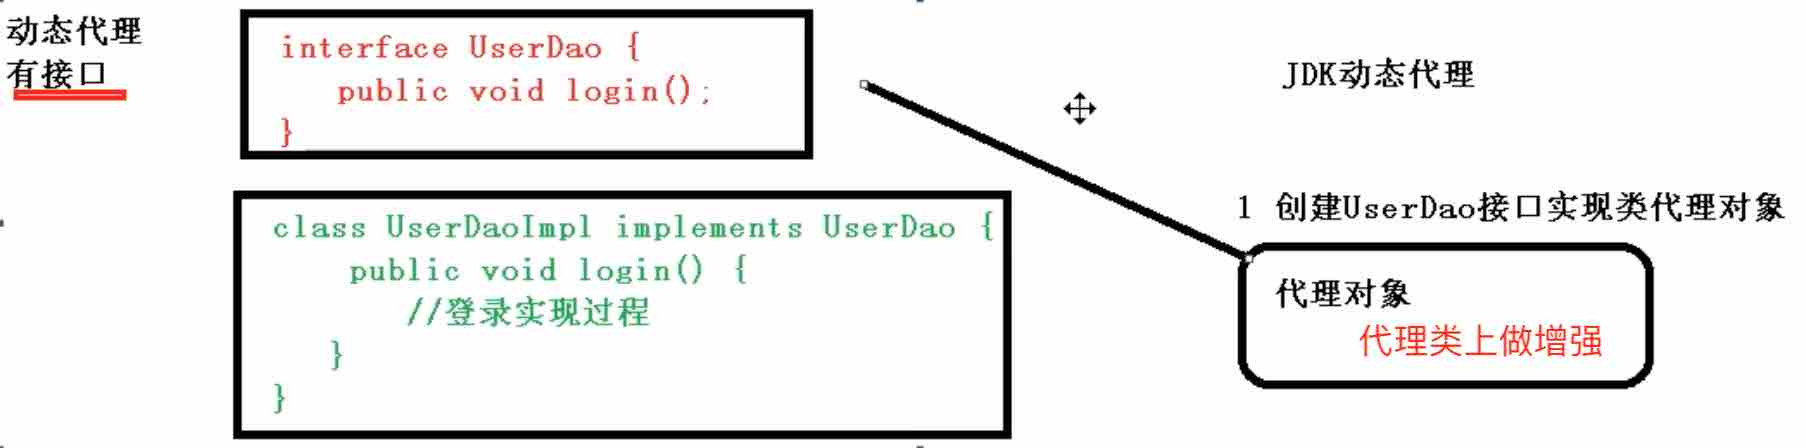 动态代理
有接口
interface UserDao {
public void login();
}
class UserDaoImpl implements UserDao {
public void login() {
//登录实现过程
}
}
JDK动态代理
1 创建UserDao接口实现类代理对象
代理对象
代理类上做增强